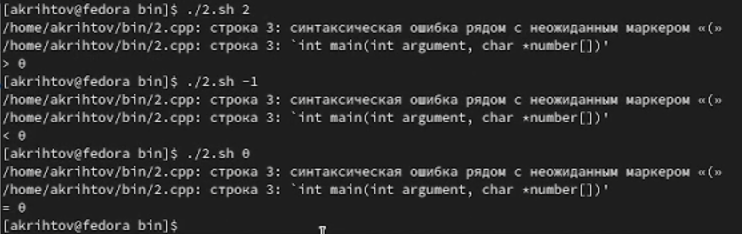 [akrihtov@fedora bin]$ ./2.sh 2
/home/akrihtov/bin/2.cpp: строка 3: синтаксическая ошибка рядом с неожиданным маркером «(»
/home/akrihtov/bin/2.cpp: строка 3: `int main(int argument, char *number[])'
> 0
[akrihtov@fedora bin]$ ./2.sh -1
/home/akrihtov/bin/2.cpp: строка 3: синтаксическая ошибка рядом с неожиданным маркером «(»
/home/akrihtov/bin/2.cpp: строка 3: `int main(int argument, char *number[])'
< 0
[akrihtov@fedora bin]$ ./2.sh 0
/home/akrihtov/bin/2.cpp: строка 3: синтаксическая ошибка рядом с неожиданным маркером «(»
/home/akrihtov/bin/2.cpp: строка 3: `int main(int argument, char *number[])'
= 0
[akrihtov@fedora bin]$